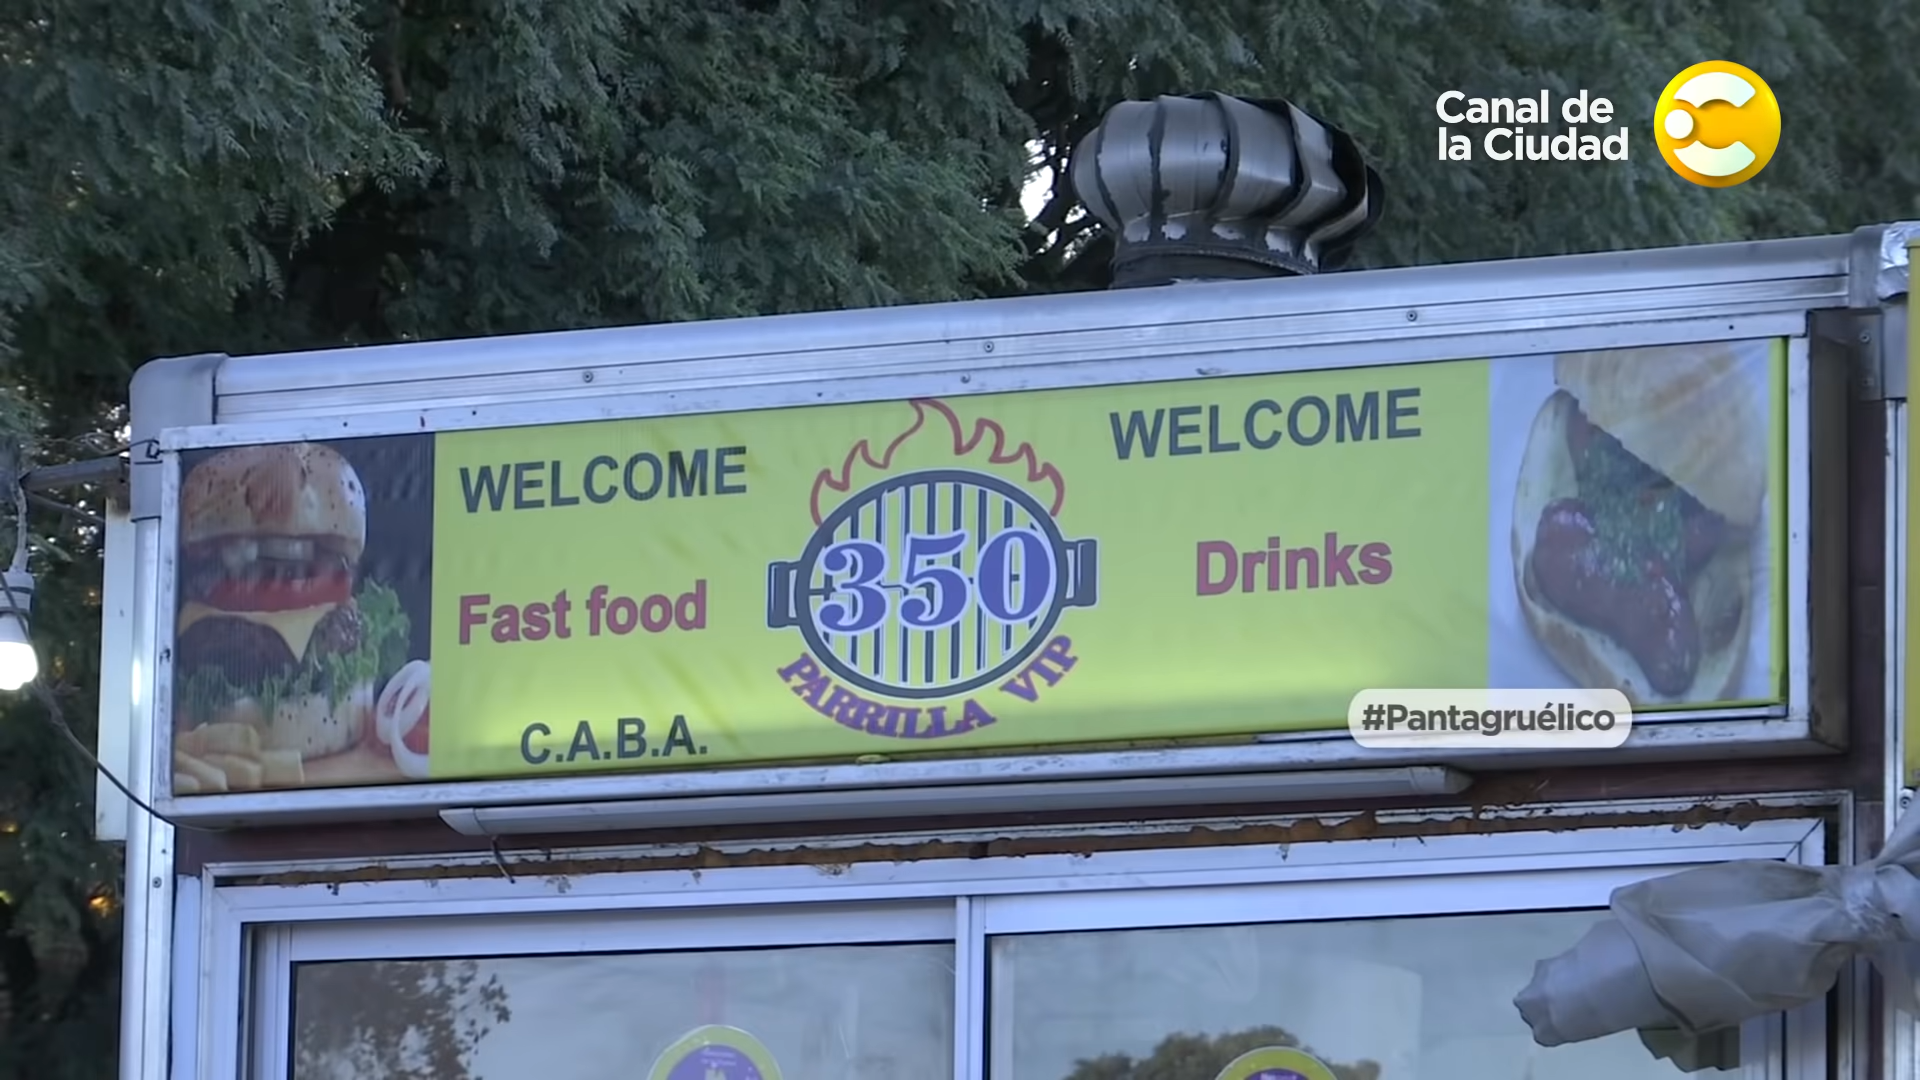 Canal de
la Ciudad
WELCOME
Fast food
C.A.B.A.
350
PARRILLA VIP
WELCOME
Drinks
#Pantagruélico